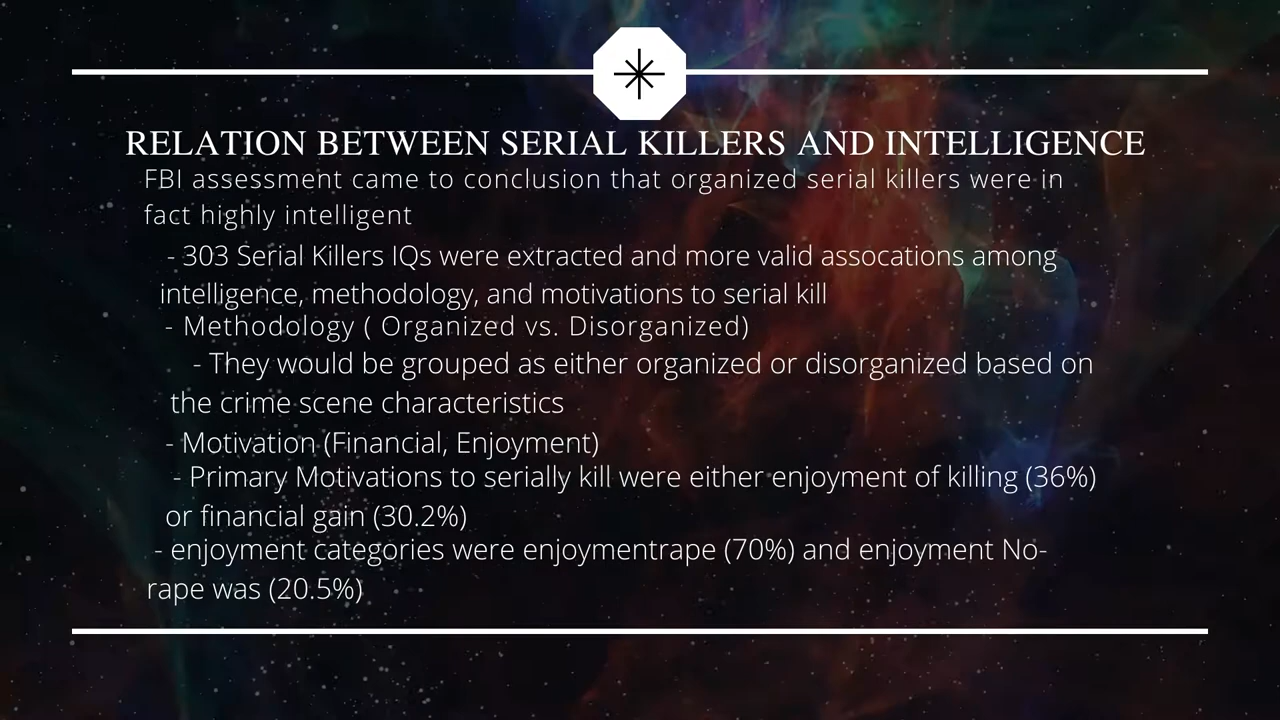 RELATION BETWEEN SERIAL KILLERS AND INTELLIGENCE
FBI assessment came to conclusion that organized serial killers were in
fact highly intelligent
- 303 Serial Killers IQs were extracted and more valid assocations among
intelligence, methodology, and motivations to serial kill
- Methodology ( Organized vs. Disorganized)
- They would be grouped as either organized or disorganized based on
the crime scene characteristics
- Motivation (Financial, Enjoyment)
- Primary Motivations to serially kill were either enjoyment of killing (36%)
or financial gain (30.2%)
- enjoyment categories were enjoymentrape (70%) and enjoyment No-
rape was (20.5%)